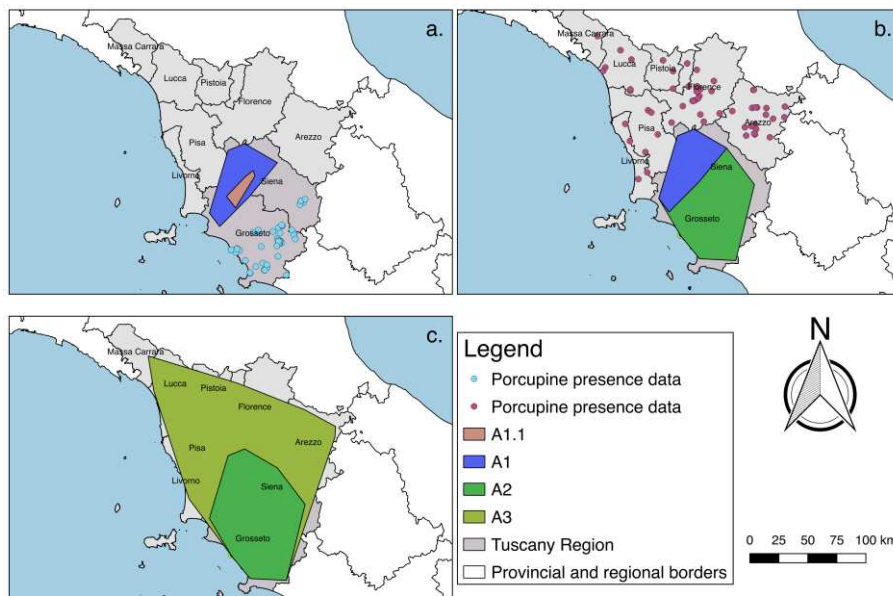 a.
Massa Carrara
Lucca
Pistoia
Florence
Pisa
Arezzo
Livorno
Siena
Grosseto
b.
Massa Carrara
Lucca
Pistoia
Florence
Pisa
Arezzo
Livorno
Siena
Grosseto
c.
Massa Carrara
Lucca
Pistoia
Florence
Pisa
Arezzo
Livorno
Siena
Grosseto
Legend
Porcupine presence data
Porcupine presence data
A1.1
A1
A2
A3
Tuscany Region
Provincial and regional borders
N
0 25 50 75 100 km